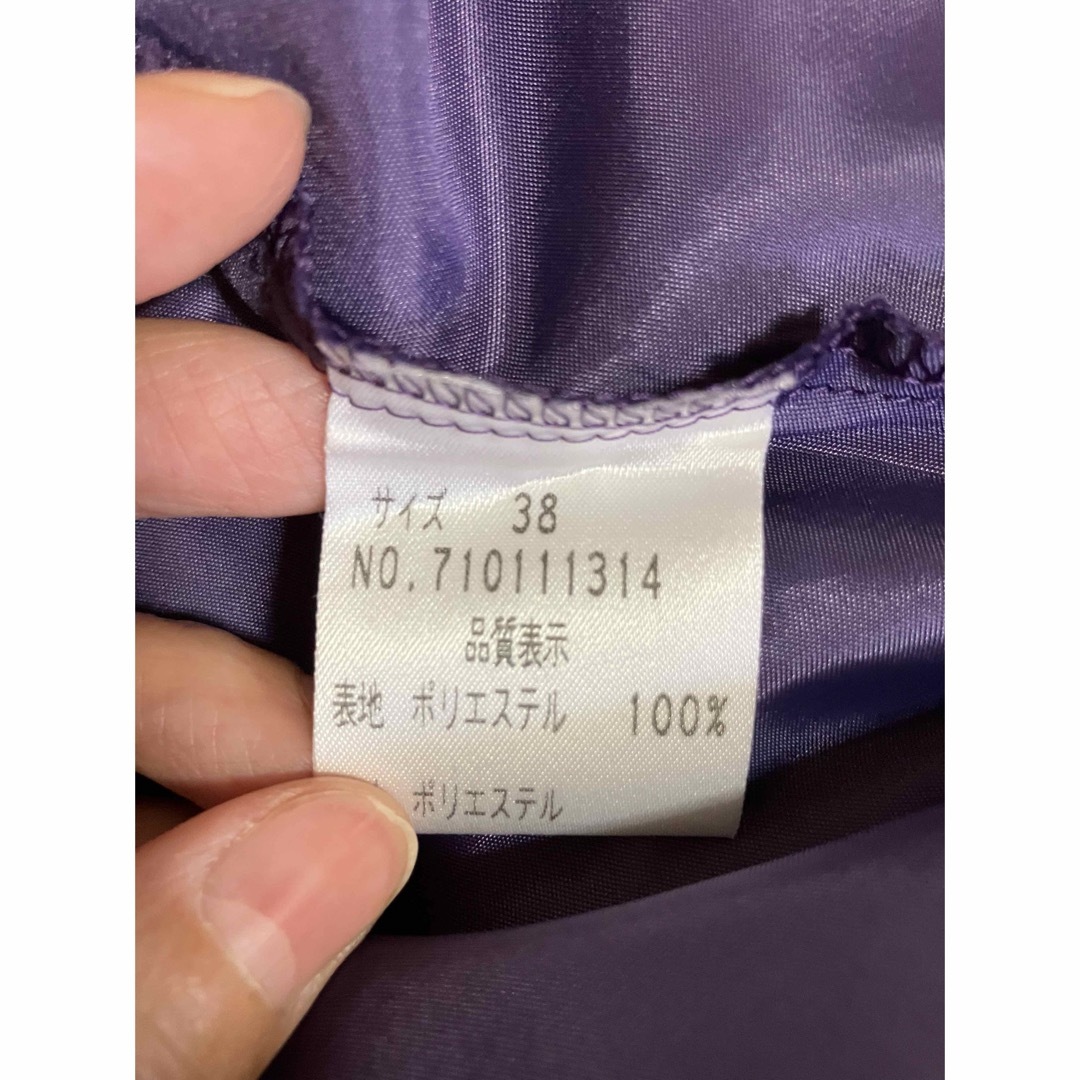 サイズ 38
NO.710111314
品質表示
表地 ポリエステル 100%
ポリエステル